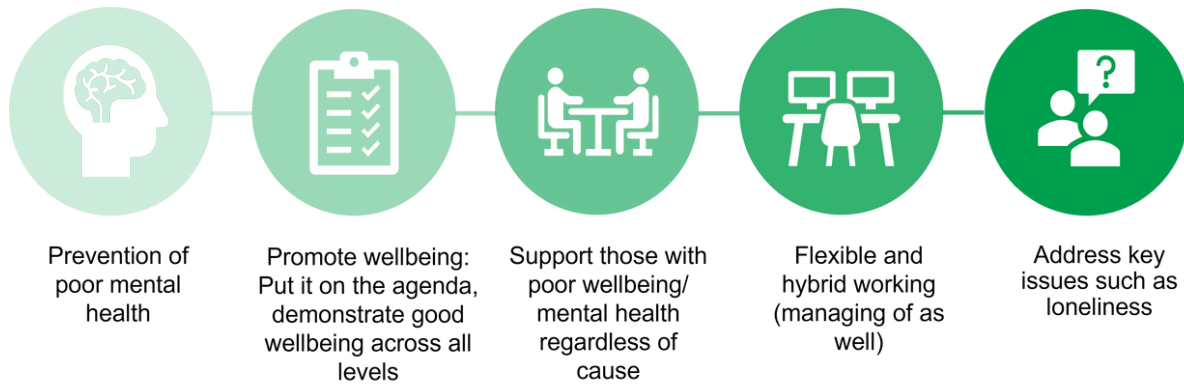 ?
Prevention of
poor mental
health
Promote wellbeing:
Put it on the agenda,
demonstrate good
wellbeing across all
levels
Support those with
poor wellbeing/
mental health
regardless of
cause
Flexible and
hybrid working
(managing of as
well)
Address key
issues such as
loneliness